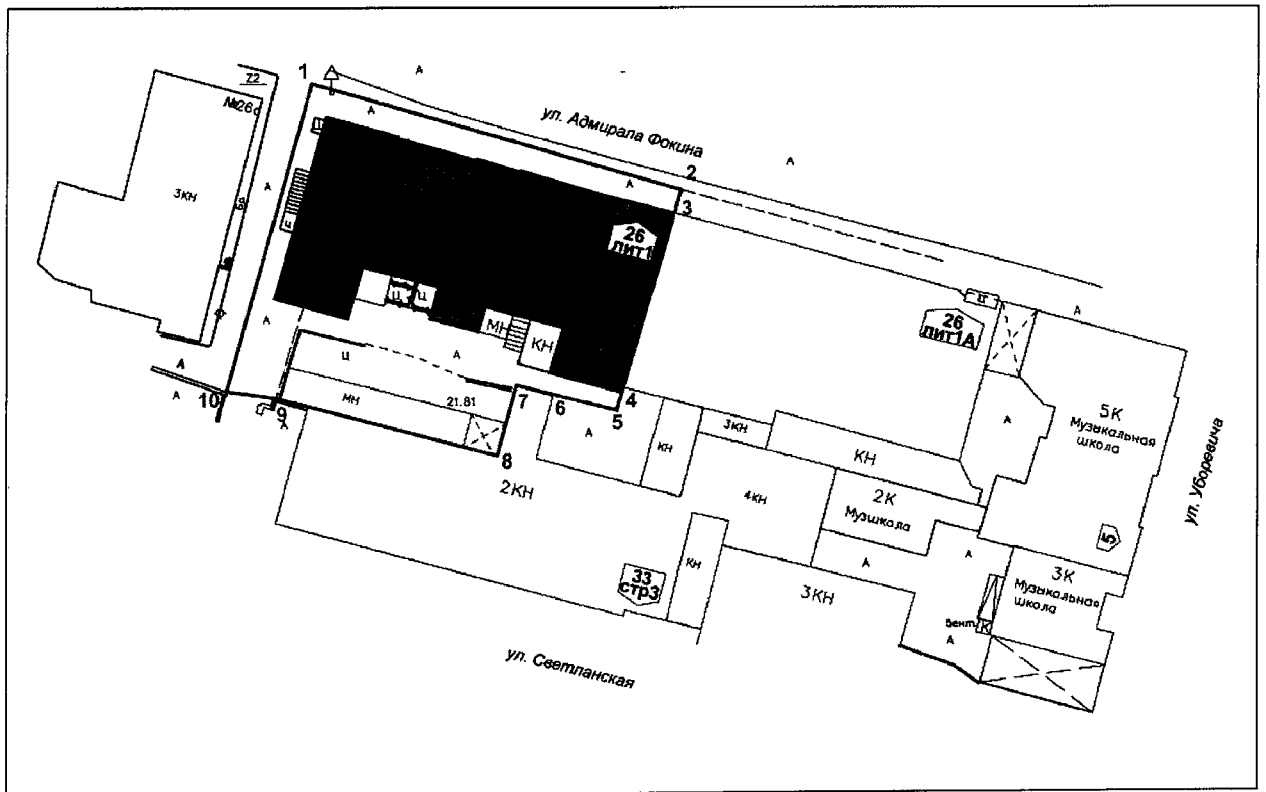 1
А
72
№26с
А
А
ул. Адмирала Фокина
А
2
А
3
3КН
А
26
лит1
А
26
лит1А
Ц
Ц
МН
КН
5К
Музыкальная
школа
ул. Уборевича
А
А
А
Ц
А
А
А
10
9
А
МН
21.81
7
6
4
5
8
А
КН
3КН
КН
2КН
4КН
2К
Музшкола
КН
А
А
3К
Музыкальная
школа
33
стр3
3КН
Вент.
К
А
ул. Светланская